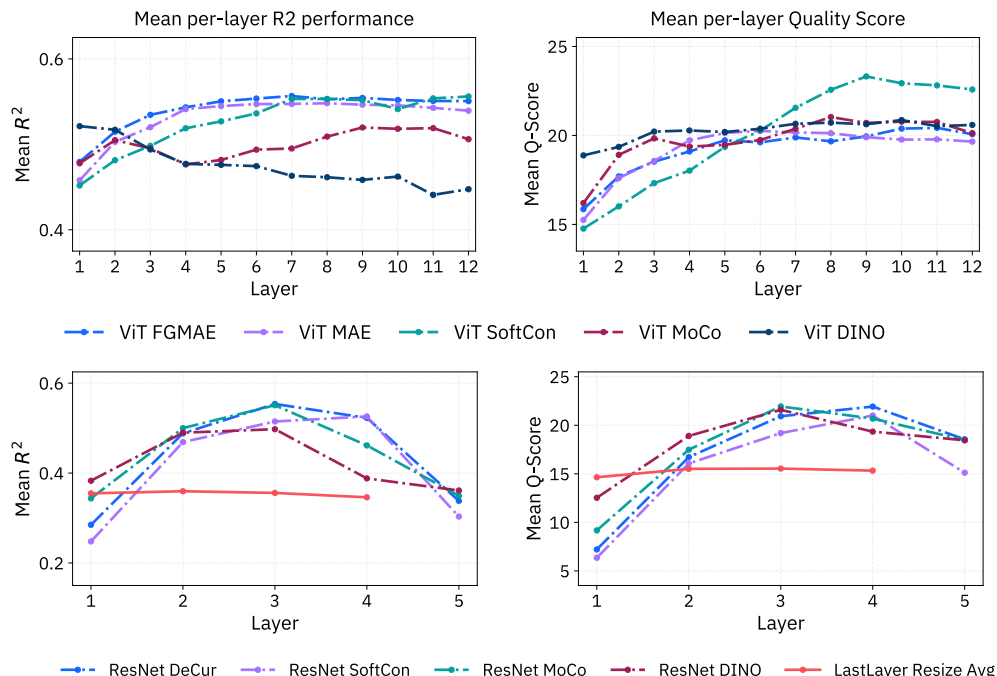 Mean per-layer R2 performance
Mean R²
0.6
0.4
1 2 3 4 5 6 7 8 9 10 11 12
Layer
Mean per-layer Quality Score
Mean Q-Score
25
20
15
1 2 3 4 5 6 7 8 9 10 11 12
Layer
ViT FGMAE ViT MAE ViT SoftCon ViT MoCo ViT DINO
Mean R²
0.6
0.4
0.2
1 2 3 4 5
Layer
Mean Q-Score
25
20
15
10
5
1 2 3 4 5
Layer
ResNet DeCur ResNet SoftCon ResNet MoCo ResNet DINO LastLaver Resize Avg